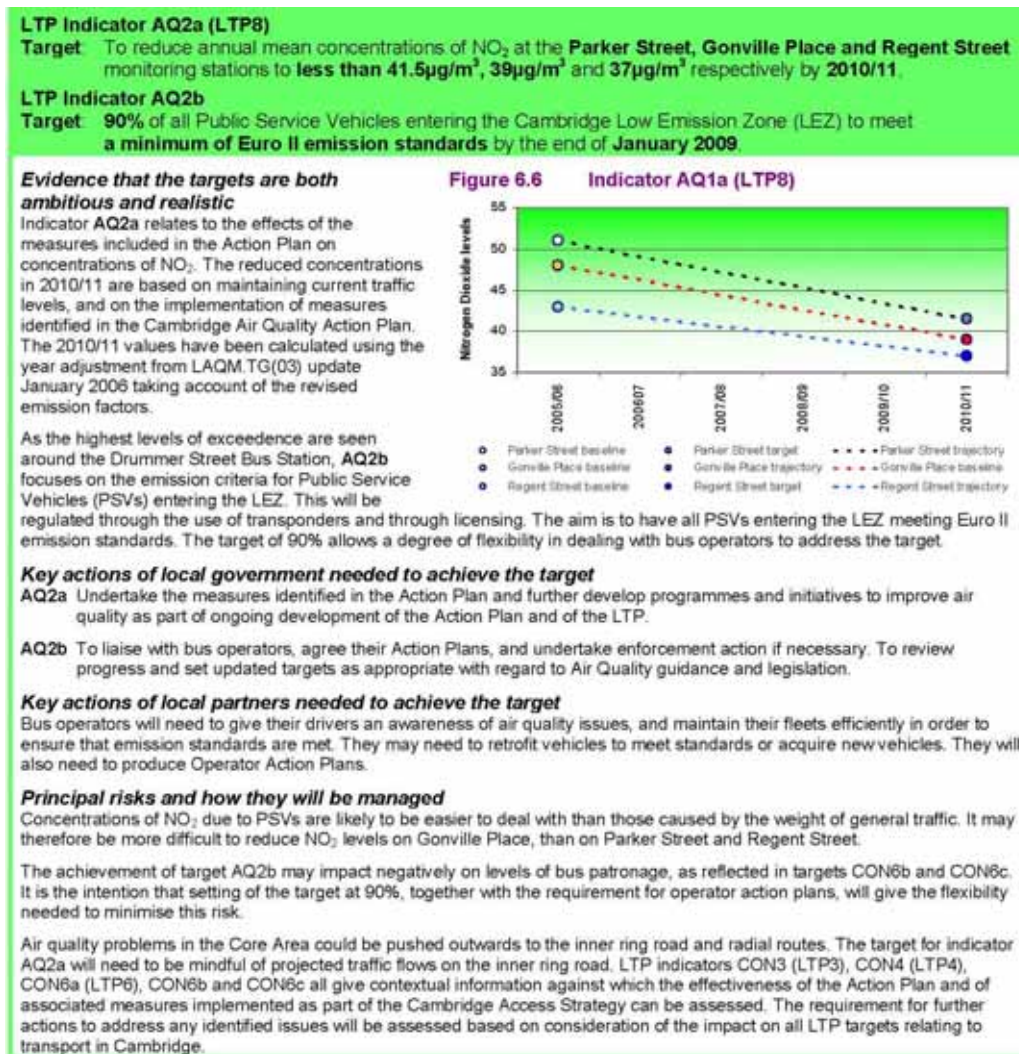 LTP Indicator AQ2a (LTP8)
Target To reduce annual mean concentrations of NO2 at the Parker Street, Gonville Place and Regent Street
monitoring stations to less than 41.5µg/m³, 39µg/m³ and 37µg/m³ respectively by 2010/11.
LTP Indicator AQ2b
Target 90% of all Public Service Vehicles entering the Cambridge Low Emission Zone (LEZ) to meet
a minimum of Euro II emission standards by the end of January 2009.
Evidence that the targets are both
ambitious and realistic
Indicator AQ2a relates to the effects of the
measures included in the Action Plan on
concentrations of NO2. The reduced concentrations
in 2010/11 are based on maintaining current traffic
levels, and on the implementation of measures
identified in the Cambridge Air Quality Action Plan.
The 2010/11 values have been calculated using the
year adjustment from LAQM.TG(03) update
January 2006 taking account of the revised
emission factors.
As the highest levels of exceedence are seen
around the Drummer Street Bus Station, AQ2b
focuses on the emission criteria for Public Service
Vehicles (PSVs) entering the LEZ. This will be
Figure 6.6 Indicator AQ1a (LTP8)
Nitrogen Dioxide levels
55
50
45
40
35
2005/06
200607
2007/08
2008/09
2009/10
2010/11
Parker Street baseline
Parker Street target
Parker Street trajectory
Gonville Place baseline
Gonville Place trajectory
Gonville Place baseline
Regent Street baseline
Regent Street target
Regent Street trajectory
regulated through the use of transponders and through licensing. The aim is to have all PSVs entering the LEZ meeting Euro II
emission standards. The target of 90% allows a degree of flexibility in dealing with bus operators to address the target.
Key actions of local government needed to achieve the target
AQ2a Undertake the measures identified in the Action Plan and further develop programmes and initiatives to improve air
quality as part of ongoing development of the Action Plan and of the LTP.
AQ2b To liaise with bus operators, agree their Action Plans, and undertake enforcement action if necessary. To review
progress and set updated targets as appropriate with regard to Air Quality guidance and legislation.
Key actions of local partners needed to achieve the target
Bus operators will need to give their drivers an awareness of air quality issues, and maintain their fleets efficiently in order to
ensure that emission standards are met. They may need to retrofit vehicles to meet standards or acquire new vehicles. They will
also need to produce Operator Action Plans.
Principal risks and how they will be managed
Concentrations of NO2 due to PSVs are likely to be easier to deal with than those caused by the weight of general traffic. It may
therefore be more difficult to reduce NO2 levels on Gonville Place, than on Parker Street and Regent Street.
The achievement of target AQ2b may impact negatively on levels of bus patronage, as reflected in targets CON6b and CON6c.
It is the intention that setting of the target at 90%, together with the requirement for operator action plans, will give the flexibility
needed to minimise this risk.
Air quality problems in the Core Area could be pushed outwards to the inner ring road and radial routes. The target for indicator
AQ2a will need to be mindful of projected traffic flows on the inner ring road. LTP indicators CON3 (LTP3), CON4 (LTP4),
CON6a (LTP6), CON6b and CON6c all give contextual information against which the effectiveness of the Action Plan and of
associated measures implemented as part of the Cambridge Access Strategy can be assessed. The requirement for further
actions to address any identified issues will be assessed based on consideration of the impact on all LTP targets relating to
transport in Cambridge.